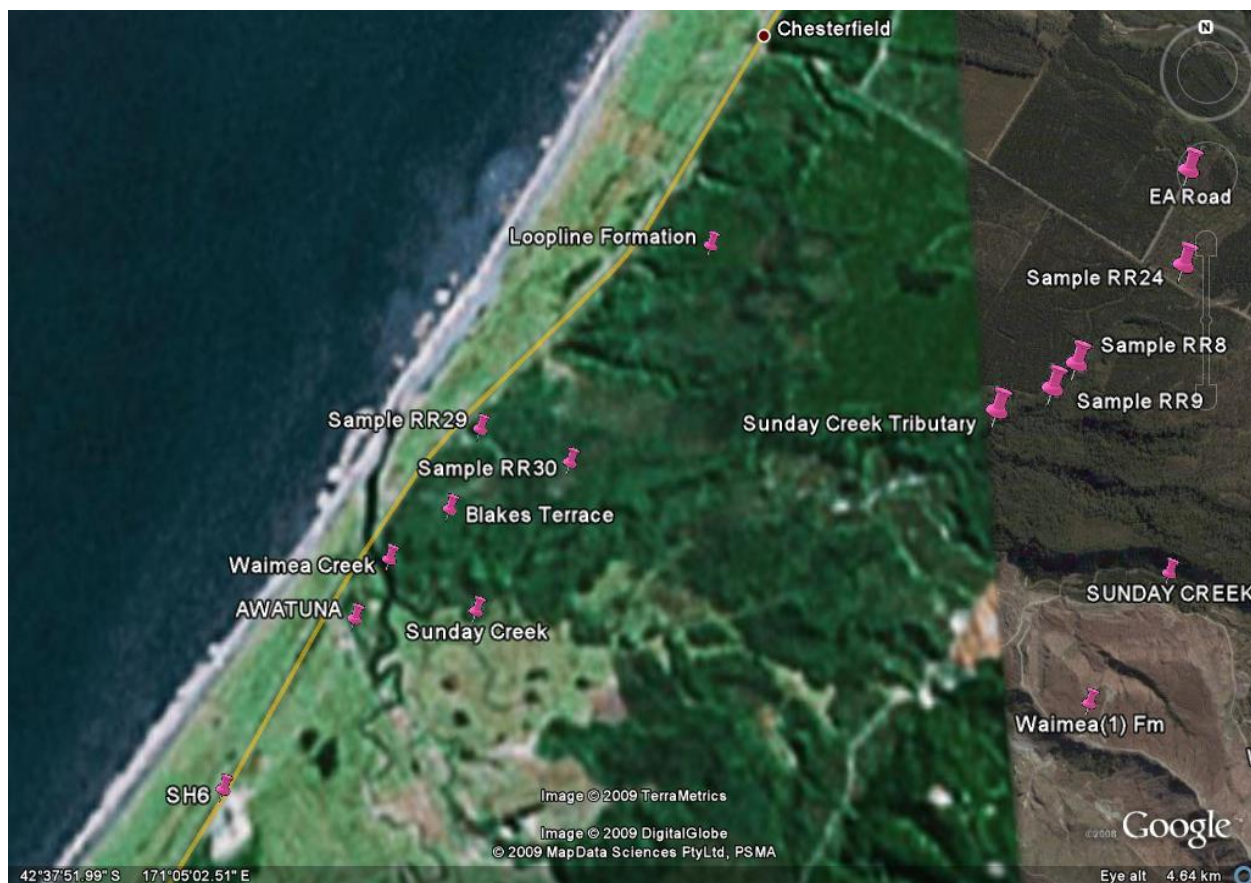 N
Chesterfield
EA Road
Loopline Formation
Sample RR24
Sample RR8
Sample RR9
Sample RR29
Sunday Creek Tributary
Sample RR30
Blakes Terrace
Waimea Creek
SUNDAY CREEK
AWATUNA
Sunday Creek
Waimea(1) Fm
SH6
Image © 2009 TerraMetrics
Image © 2009 DigitalGlobe
© 2009 MapData Sciences PtyLtd, PSMA
©2008 Google
42°37'51.99" S 171°05'02.51" E
Eye alt 4.64 km